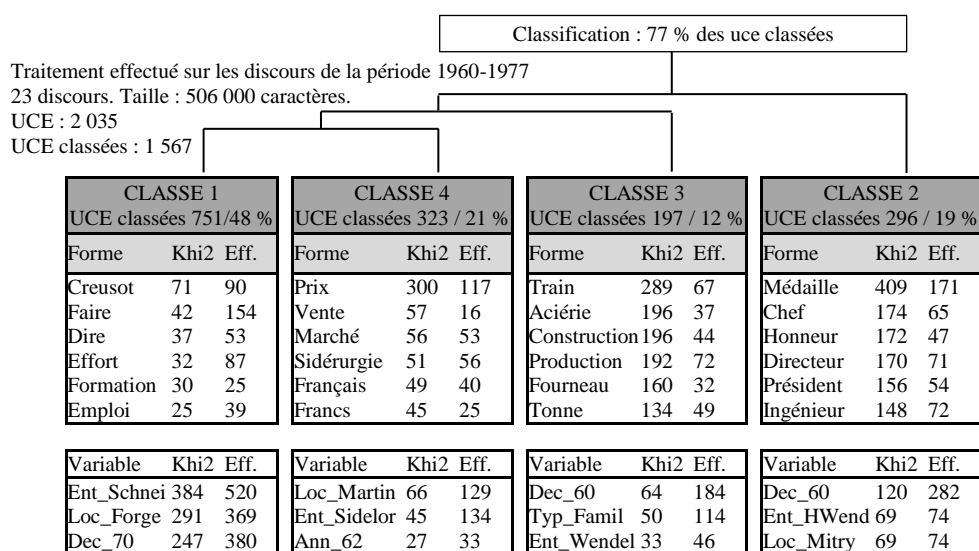 Classification : 77 % des uce classées
Traitement effectué sur les discours de la période 1960-1977
23 discours. Taille : 506 000 caractères.
UCE : 2 035
UCE classées : 1 567
CLASSE 1
UCE classées 751/48 %
Forme Khi2 Eff.
Creusot 71 90
Faire 42 154
Dire 37 53
Effort 32 87
Formation 30 25
Emploi 25 39
Variable Khi2 Eff.
Ent_Schnei 384 520
Loc_Forge 291 369
Dec_70 247 380
CLASSE 4
UCE classées 323 / 21 %
Forme Khi2 Eff.
Prix 300 117
Vente 57 16
Marché 56 53
Sidérurgie 51 56
Français 49 40
Francs 45 25
Variable Khi2 Eff.
Loc_Martin 66 129
Ent_Sidelor 45 134
Ann_62 27 33
CLASSE 3
UCE classées 197 / 12 %
Forme Khi2 Eff.
Train 289 67
Aciérie 196 37
Construction 196 44
Production 192 72
Fourneau 160 32
Tonne 134 49
Variable Khi2 Eff.
Dec_60 64 184
Typ_Famil 50 114
Ent_Wendel 33 46
CLASSE 2
UCE classées 296 / 19 %
Forme Khi2 Eff.
Médaille 409 171
Chef 174 65
Honneur 172 47
Directeur 170 71
Président 156 54
Ingénieur 148 72
Variable Khi2 Eff.
Dec_60 120 282
Ent_HWend 69 74
Loc_Mitry 69 74